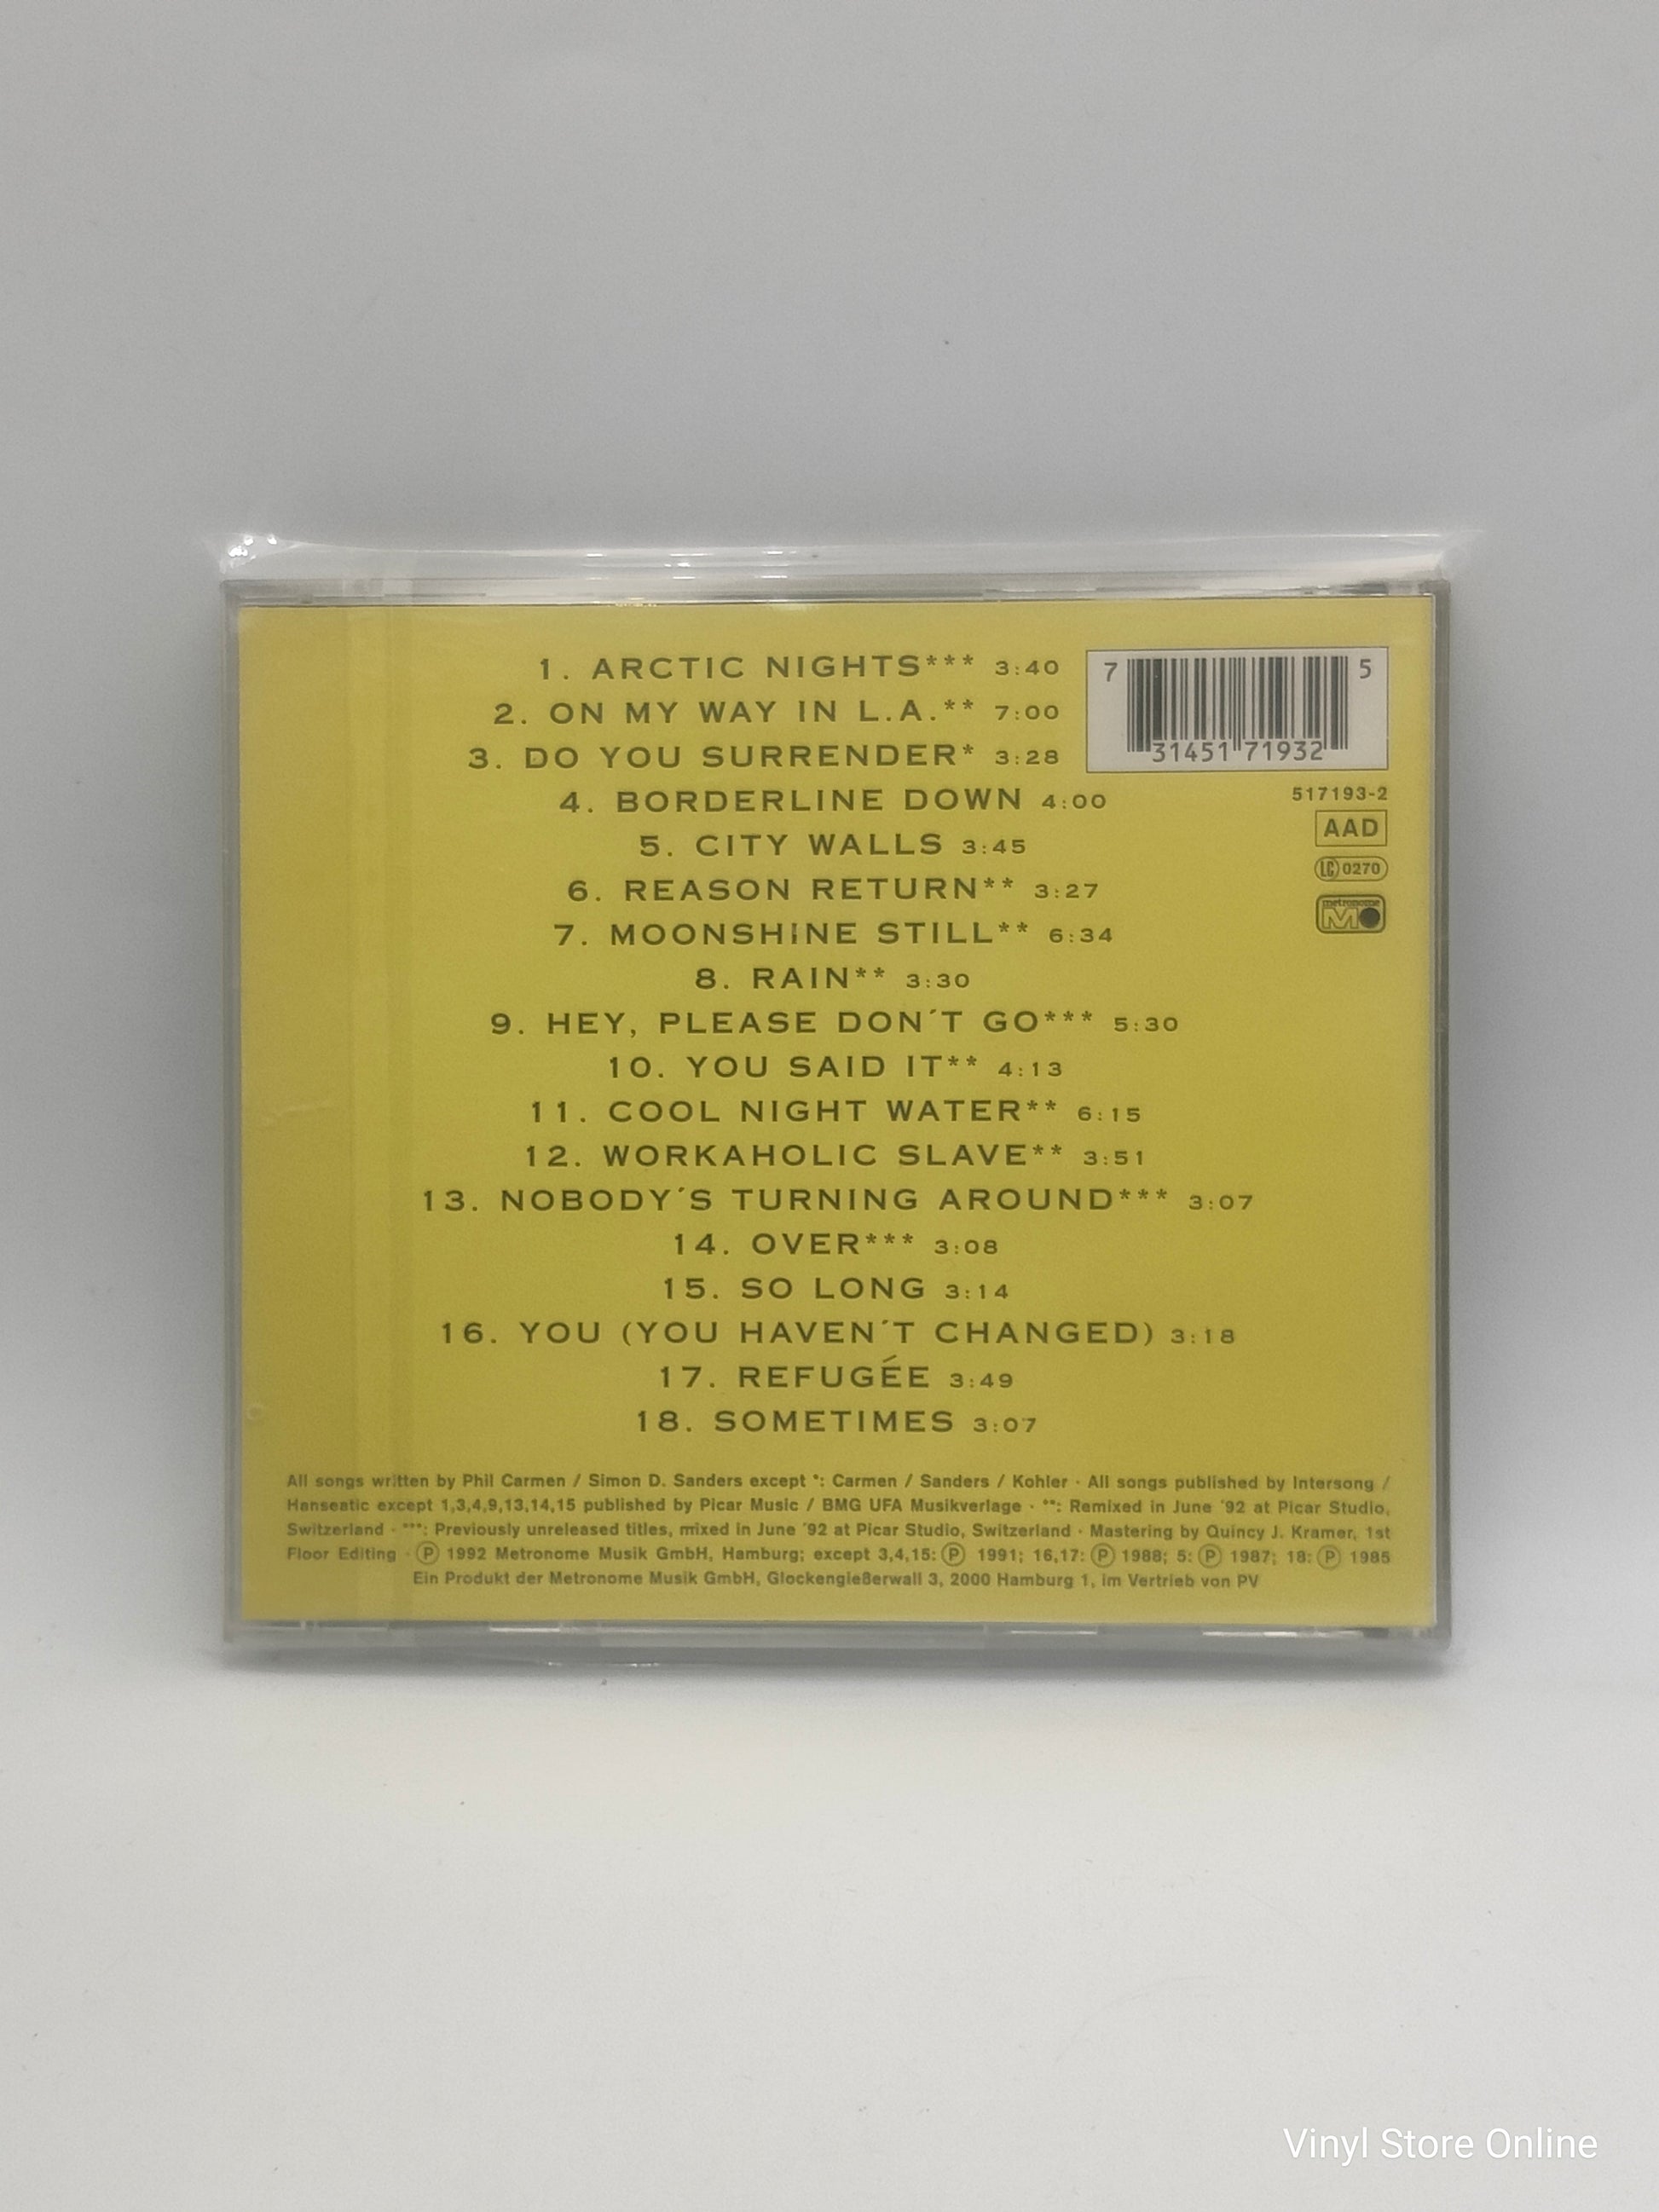 1. ARCTIC NIGHTS*** 3:40
2. ON MY WAY IN L.A.** 7:00
3. DO YOU SURRENDER* 3:28
4. BORDERLINE DOWN 4:00
5. CITY WALLS 3:45
6. REASON RETURN** 3:27
7. MOONSHINE STILL** 6:34
8. RAIN** 3:30
9. HEY, PLEASE DON´T GO*** 5:30
10. YOU SAID IT** 4:13
11. COOL NIGHT WATER** 6:15
12. WORKAHOLIC SLAVE** 3:51
13. NOBODY´S TURNING AROUND*** 3:07
14. OVER*** 3:08
15. SO LONG 3:14
16. YOU (YOU HAVEN´T CHANGED) 3:18
17. REFUGÉE 3:49
18. SOMETIMES 3:07
7 31451 71932 5
517193-2
AAD
LC 0270
metronome
M
All songs written by Phil Carmen / Simon D. Sanders except *: Carmen / Sanders / Kohler · All songs published by Intersong /
Hanseatic except 1,3,4,9,13,14,15 published by Picar Music / BMG UFA Musikverlage · **: Remixed in June ´92 at Picar Studio,
Switzerland · ***: Previously unreleased titles, mixed in June ´92 at Picar Studio, Switzerland · Mastering by Quincy J. Kramer, 1st
Floor Editing · Ⓟ 1992 Metronome Musik GmbH, Hamburg; except 3,4,15: Ⓟ 1991; 16,17: Ⓟ 1988; 5: Ⓟ 1987; 18: Ⓟ 1985
Ein Produkt der Metronome Musik GmbH, Glockengießerwall 3, 2000 Hamburg 1, im Vertrieb von PV
Vinyl Store Online